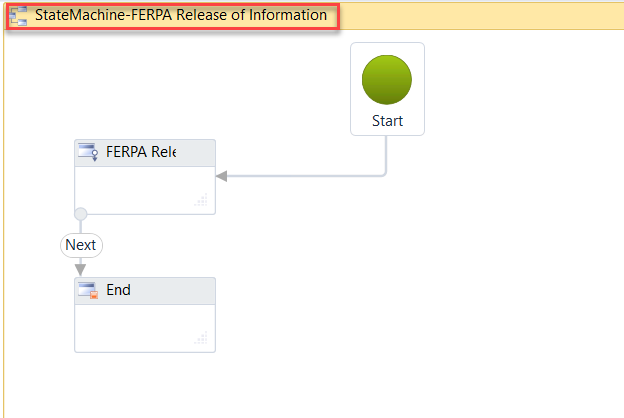 StateMachine-FERPA Release of Information
Start
FERPA Rele
Next
End